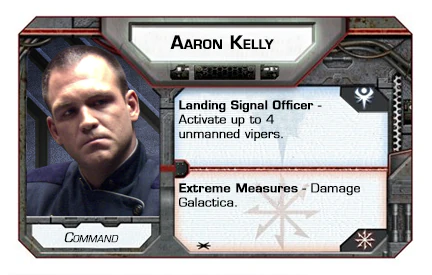 AARON KELLY
Landing Signal Officer -
Activate up to 4
unmanned vipers.
Extreme Measures - Damage
Galactica.
COMMAND